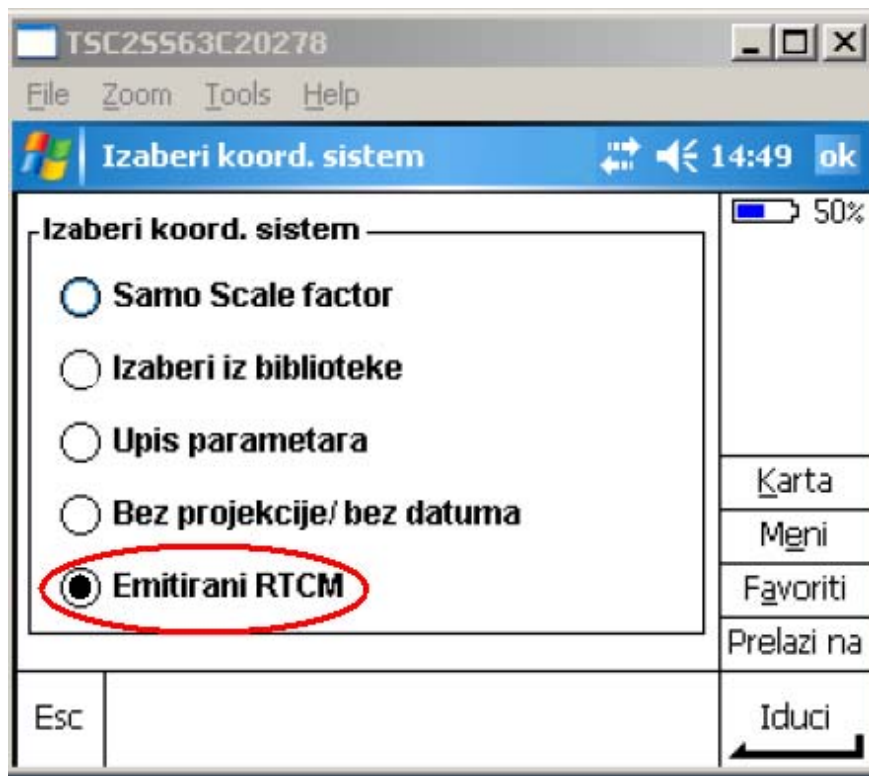 TSC2SS63C20278
File Zoom Tools Help
Izaberi koord. sistem 14:49 ok
50%
Izaberi koord. sistem
Samo Scale factor
Izaberi iz biblioteke
Upis parametara
Bez projekcije/ bez datuma
Emitirani RTCM
Karta
Meni
Favoriti
Prelazi na
Esc
Iduci